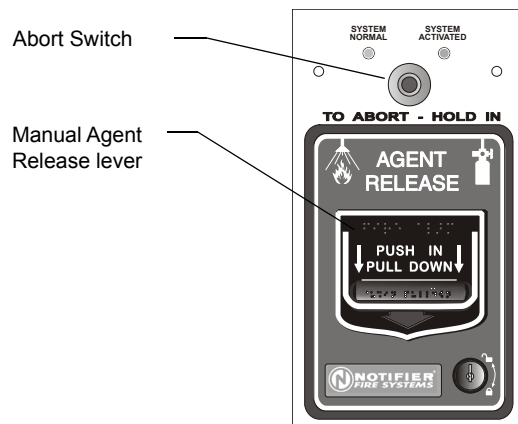 Abort Switch
SYSTEM NORMAL
SYSTEM ACTIVATED
TO ABORT - HOLD IN
Manual Agent
Release lever
AGENT
RELEASE
PUSH IN
PULL DOWN
NOTIFIER
FIRE SYSTEMS